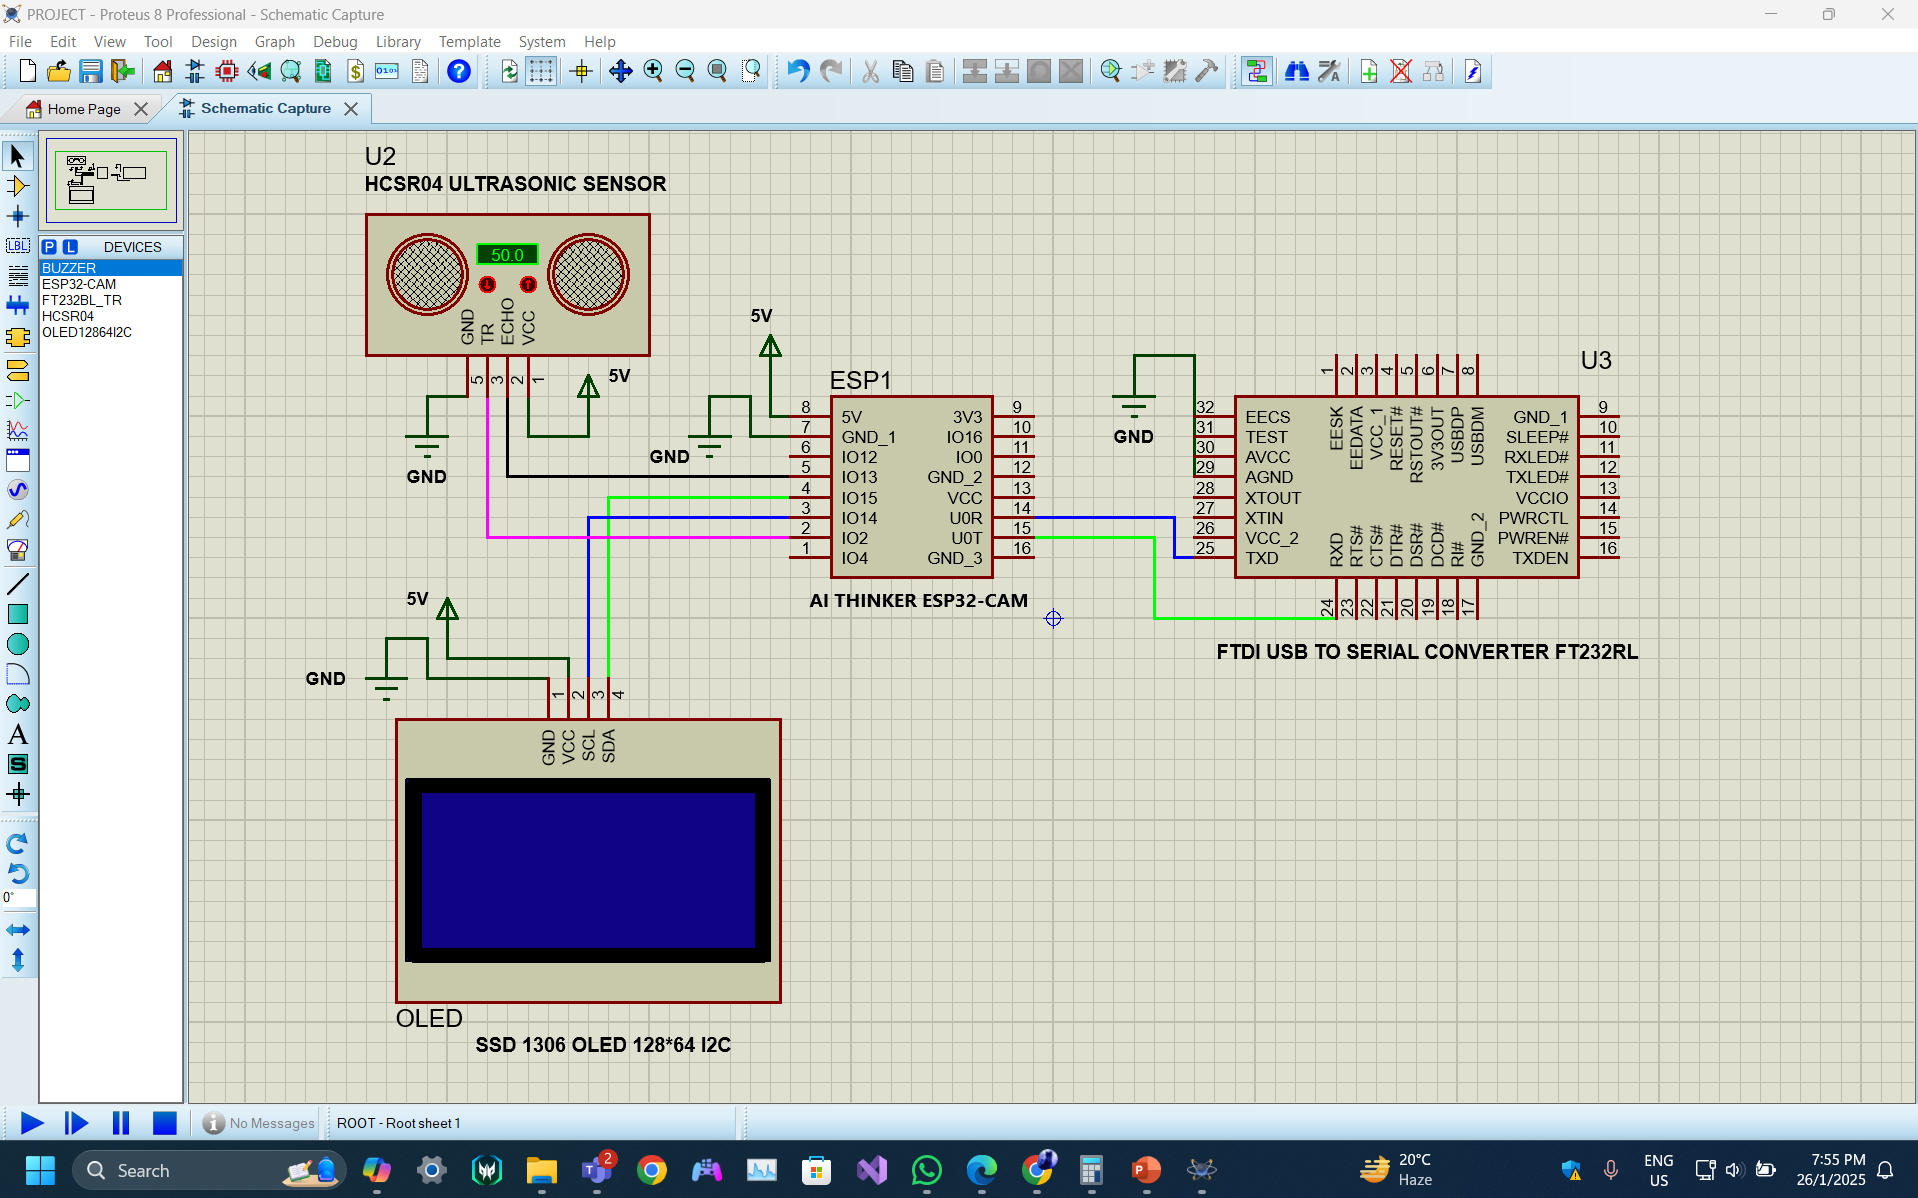 PROJECT - Proteus 8 Professional - Schematic Capture
File Edit View Tool Design Graph Debug Library Template System Help
Home Page
Schematic Capture
P L DEVICES
BUZZER
ESP32-CAM
FT232BL_TR
HCSR04
OLED12864I2C
LBL
A
S
0°
U2
HCSR04 ULTRASONIC SENSOR
50.0
GND
TR
ECHO
VCC
5
3
2
1
5V
GND
5V
GND
ESP1
8 5V
7 GND_1
6 IO12
5 IO13
4 IO15
3 IO14
2 IO2
1 IO4
3V3 9
IO16 10
IO0 11
GND_2 12
VCC 13
U0R 14
U0T 15
GND_3 16
AI THINKER ESP32-CAM
GND
U3
1 EESK
2 EEDATA
3 VCC_1
4 RESET#
5 RSTOUT#
6 3V3OUT
7 USBDP
8 USBDM
32 EECS
31 TEST
30 AVCC
29 AGND
28 XTOUT
27 XTIN
26 VCC_2
25 TXD
GND_1 9
SLEEP# 10
RXLED# 11
TXLED# 12
VCCIO 13
PWRCTL 14
PWREN# 15
TXDEN 16
RXD 24
RTS# 23
CTS# 22
DTR# 21
DSR# 20
DCD# 19
RI# 18
GND_2 17
FTDI USB TO SERIAL CONVERTER FT232RL
5V
GND
1
2
3
4
GND
VCC
SCL
SDA
OLED
SSD 1306 OLED 128*64 I2C
No Messages
ROOT - Root sheet 1
Search
2
20°C
Haze
ENG
US
7:55 PM
26/1/2025